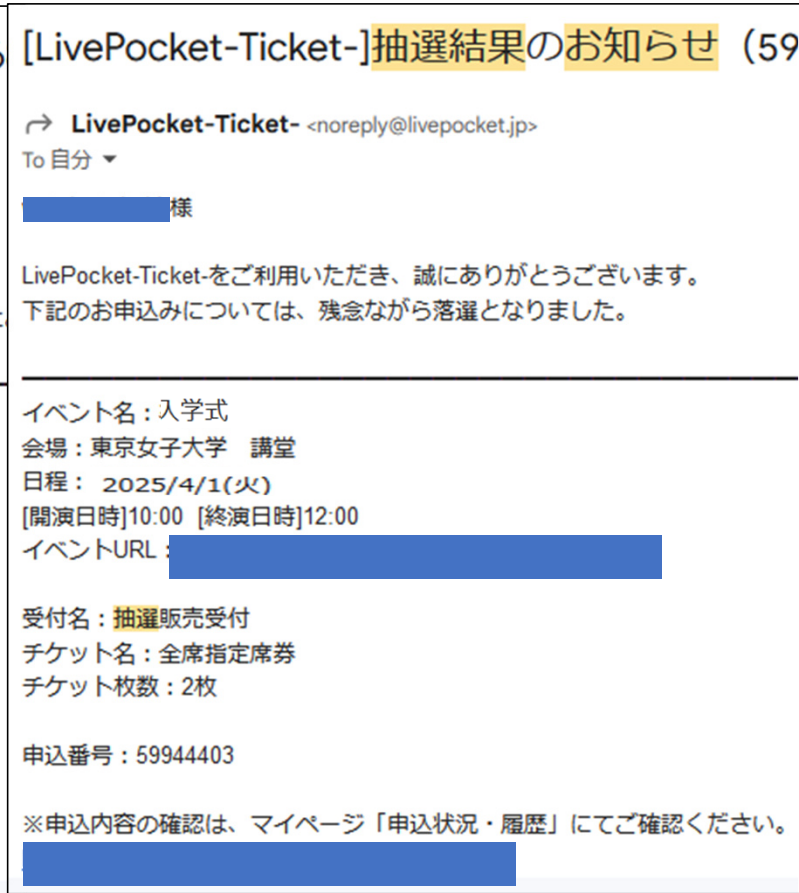 [LivePocket-Ticket-]抽選結果のお知らせ（59
LivePocket-Ticket- <noreply@livepocket.jp>
To 自分
様
LivePocket-Ticket-をご利用いただき、誠にありがとうございます。
下記のお申込みについては、残念ながら落選となりました。
イベント名：入学式
会場：東京女子大学　講堂
日程： 2025/4/1(火)
[開演日時]10:00 [終演日時]12:00
イベントURL：
受付名：抽選販売受付
チケット名：全席指定席券
チケット枚数：2枚
申込番号：59944403
※申込内容の確認は、マイページ「申込状況・履歴」にてご確認ください。